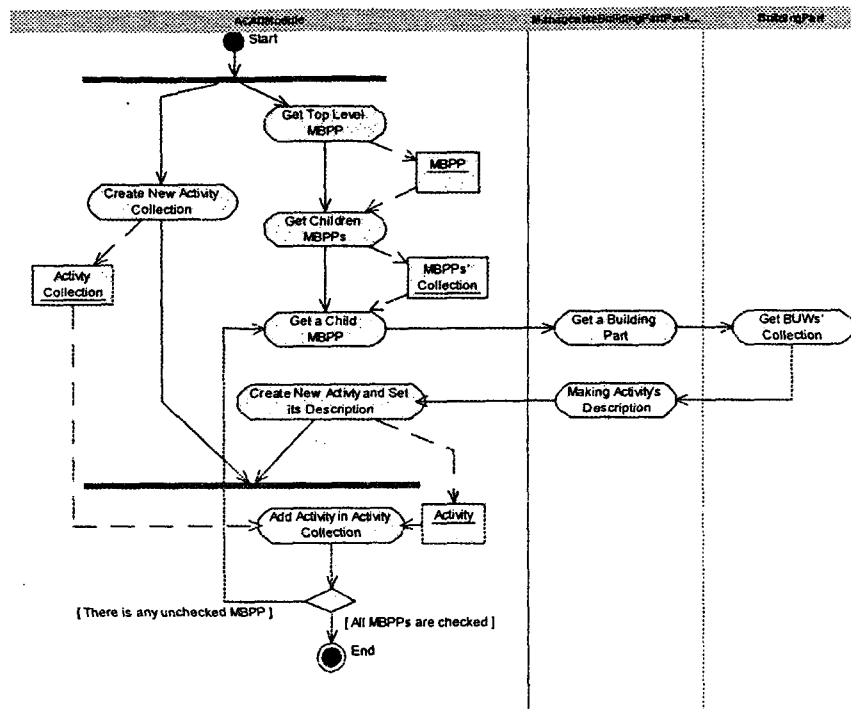 ACADModule
BuildingPart
Start
Get Top Level
MBPP
MBPP
Create New Activity
Collection
Get Children
MBPPs
Activity
Collection
MBPPs'
Collection
Get a Child
MBPP
Get a Building
Part
Get BUWs'
Collection
Create New Activty and Set
its Description
Making Activity's
Description
Add Activity in Activity
Collection
Activity
[ There is any unchecked MBPP ]
[ All MBPPs are checked ]
End